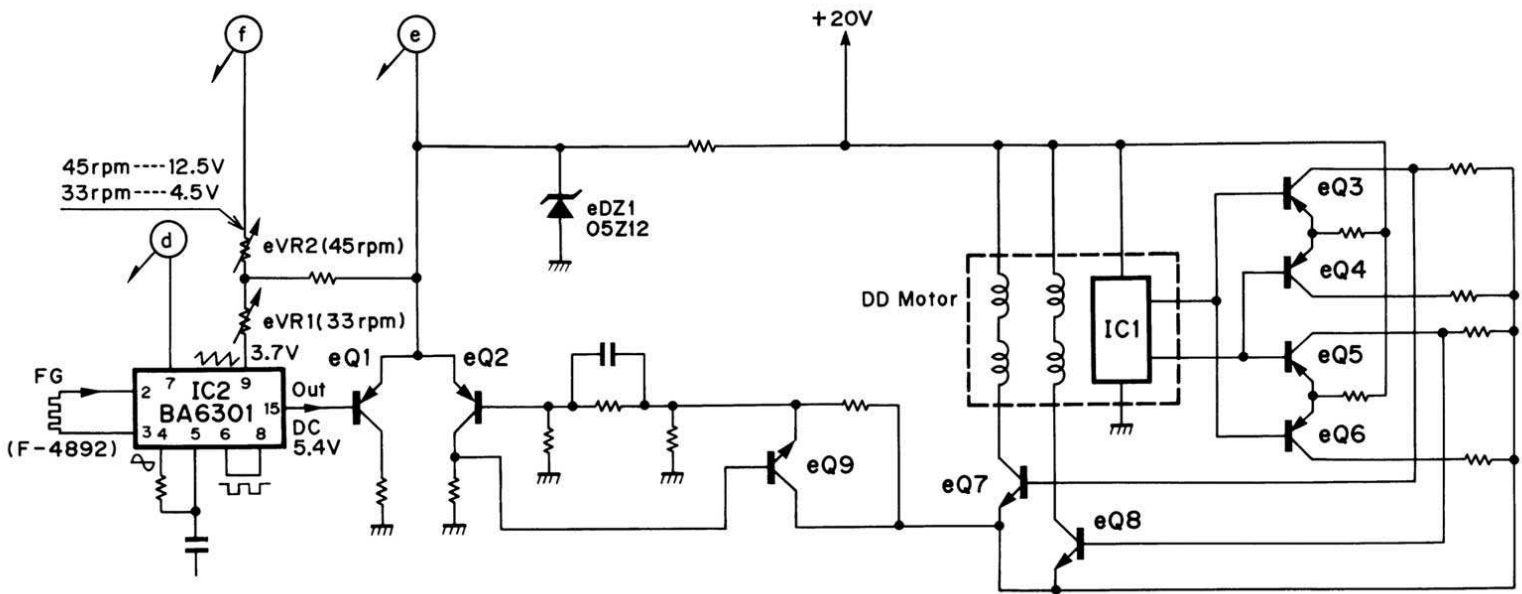 f
e
+20V
45rpm----12.5V
33rpm----4.5V
eVR2(45rpm)
d
eDZ1
05Z12
eVR1(33rpm)
3.7V
DD Motor
IC1
eQ3
eQ4
eQ5
eQ6
eQ1
eQ2
FG
2
7
IC2
9
Out
BA6301
15
3
4
5
6
8
DC
5.4V
(F-4892)
eQ9
eQ7
eQ8